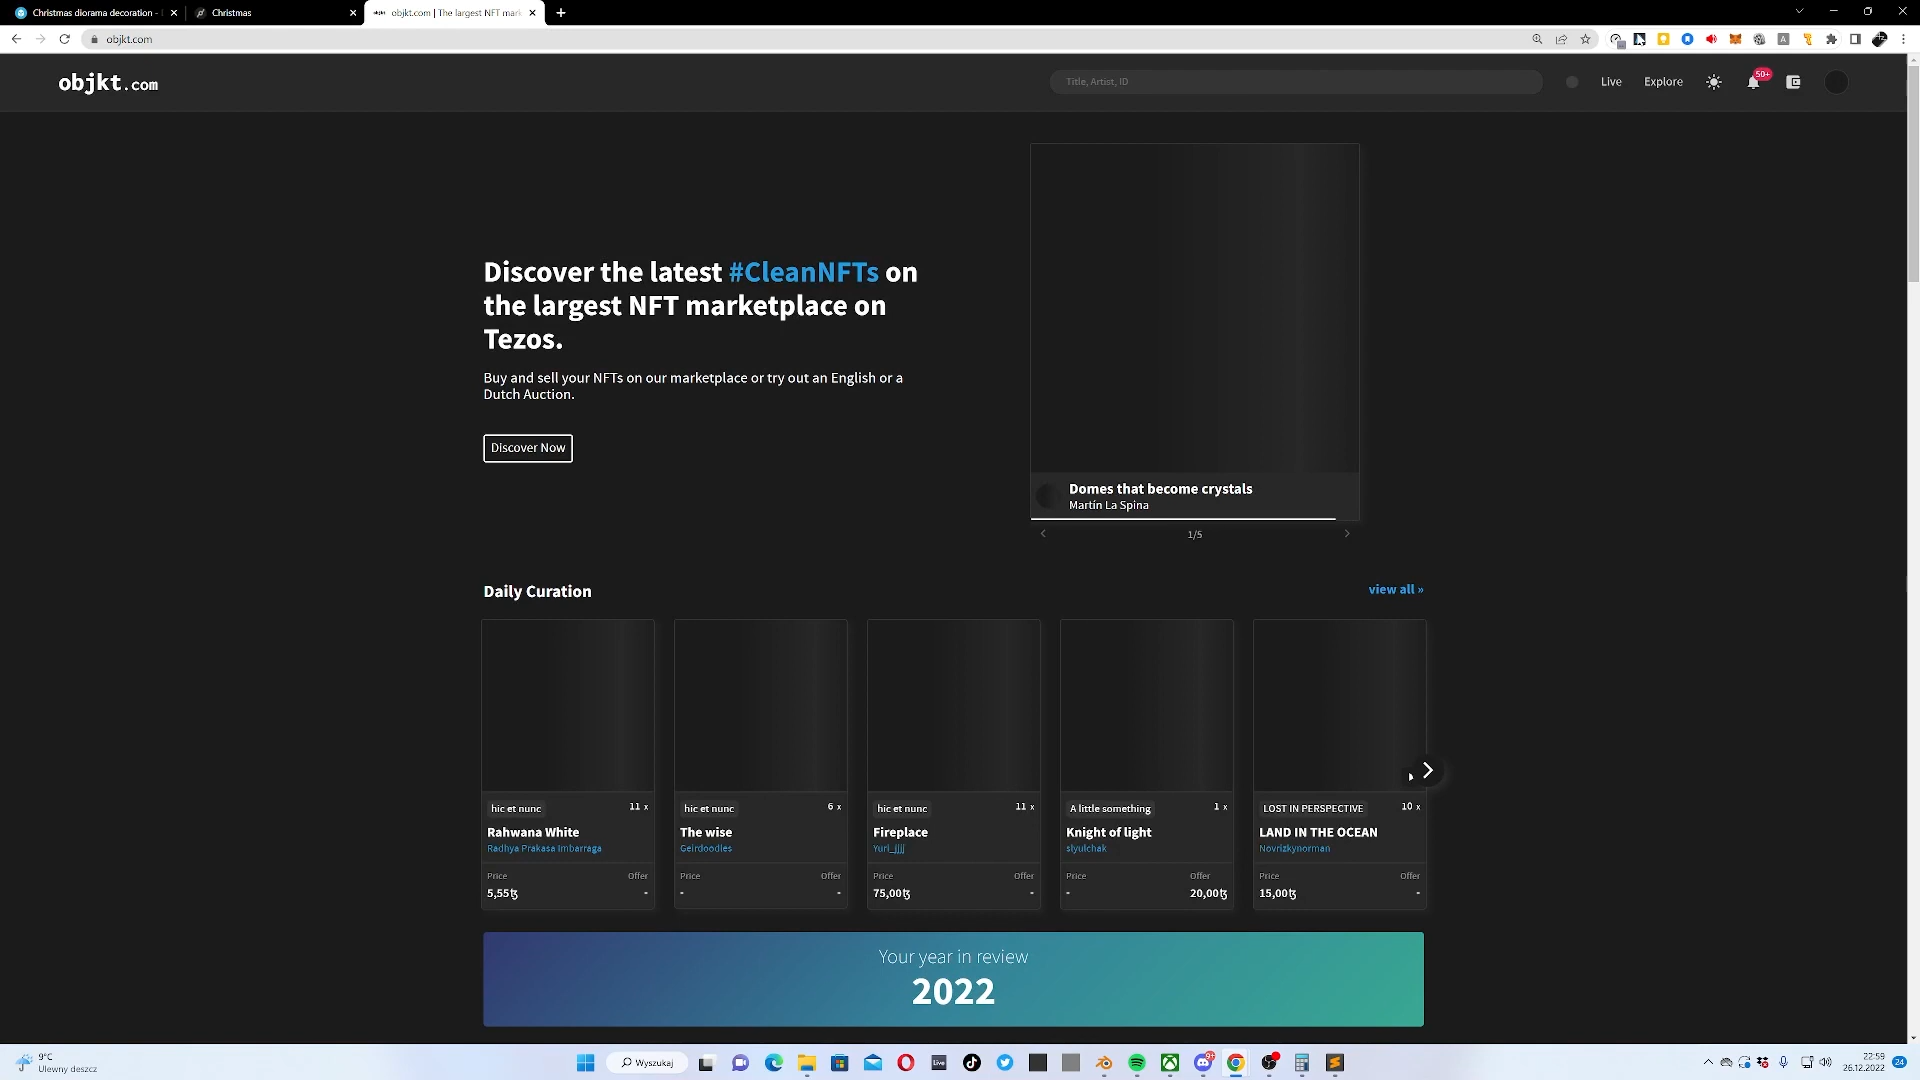 Christmas diorama decoration -
Christmas
objkt.com | The largest NFT mark
objkt.com
objkt.com
Title, Artist, ID
Live
Explore
50+
Discover the latest #CleanNFTs on
the largest NFT marketplace on
Tezos.
Buy and sell your NFTs on our marketplace or try out an English or a
Dutch Auction.
Discover Now
Domes that become crystals
Martín La Spina
1/5
Daily Curation
view all »
hic et nunc
11 x
Rahwana White
Radhya Prakasa Imbarraga
Price
Offer
5,55ꜩ
-
hic et nunc
6 x
The wise
Geirdoodles
Price
Offer
-
-
hic et nunc
11 x
Fireplace
Yuri_jjjj
Price
Offer
75,00ꜩ
-
A little something
1 x
Knight of light
slyulchak
Price
Offer
-
20,00ꜩ
LOST IN PERSPECTIVE
10 x
LAND IN THE OCEAN
Novrizkynorman
Price
Offer
15,00ꜩ
-
Your year in review
2022
9°C
Ulewny deszcz
Wyszukaj
Live
9+
22:59
26.12.2022
24